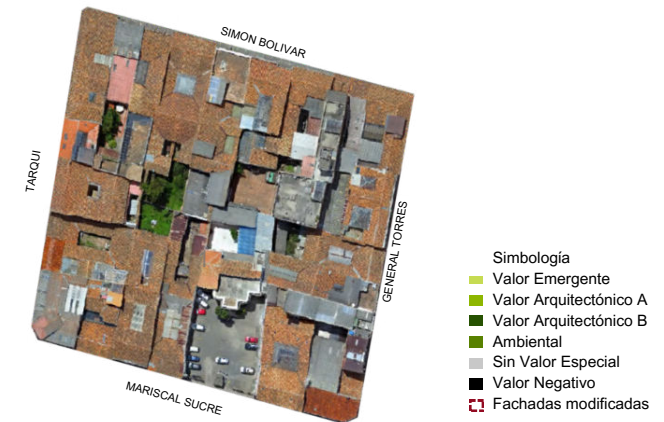 SIMON BOLIVAR
TARQUI
GENERAL TORRES
MARISCAL SUCRE
Simbología
Valor Emergente
Valor Arquitectónico A
Valor Arquitectónico B
Ambiental
Sin Valor Especial
Valor Negativo
Fachadas modificadas